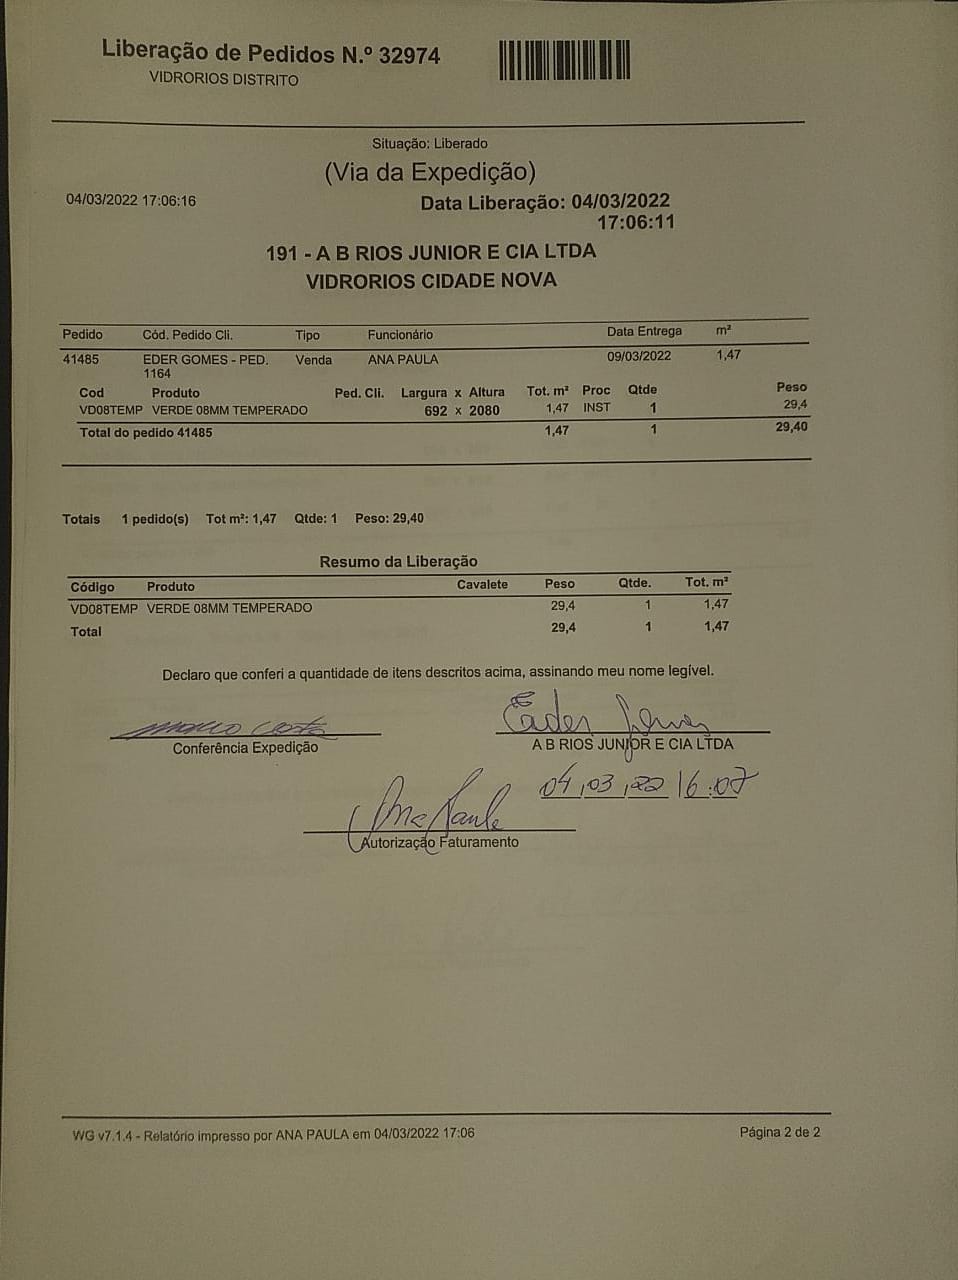 Liberação de Pedidos N.º 32974
VIDRORIOS DISTRITO
Situação: Liberado
(Via da Expedição)
04/03/2022 17:06:16
Data Liberação: 04/03/2022
17:06:11
191 - A B RIOS JUNIOR E CIA LTDA
VIDRORIOS CIDADE NOVA
Pedido Cód. Pedido Cli. Tipo Funcionário Data Entrega m²
41485 EDER GOMES - PED. Venda ANA PAULA 09/03/2022 1,47
1164
Cod Produto Ped. Cli. Largura x Altura Tot. m² Proc Qtde Peso
VD08TEMP VERDE 08MM TEMPERADO 692 x 2080 1,47 INST 1 29,4
Total do pedido 41485 1,47 1 29,40
Totais 1 pedido(s) Tot m²: 1,47 Qtde: 1 Peso: 29,40
Resumo da Liberação
Código Produto Cavalete Peso Qtde. Tot. m²
VD08TEMP VERDE 08MM TEMPERADO 29,4 1 1,47
Total 29,4 1 1,47
Declaro que conferi a quantidade de itens descritos acima, assinando meu nome legível.
Eader
Conferência Expedição A B RIOS JUNIOR E CIA LTDA
04,03,22 16:07
Ana Paula
Autorização Faturamento
WG v7.1.4 - Relatório impresso por ANA PAULA em 04/03/2022 17:06 Página 2 de 2